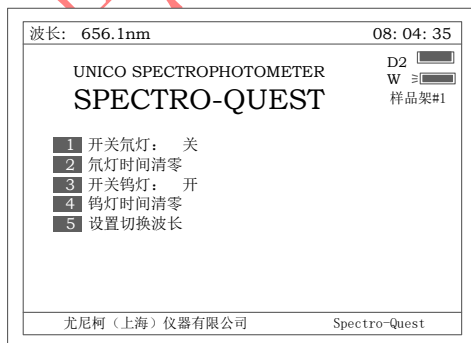 波长: 656.1nm 08:04:35
UNICO SPECTROPHOTOMETER
SPECTRO-QUEST
D2
W
样品架#1
1 开关氘灯： 关
2 氘灯时间清零
3 开关钨灯： 开
4 钨灯时间清零
5 设置切换波长
尤尼柯（上海）仪器有限公司 Spectro-Quest